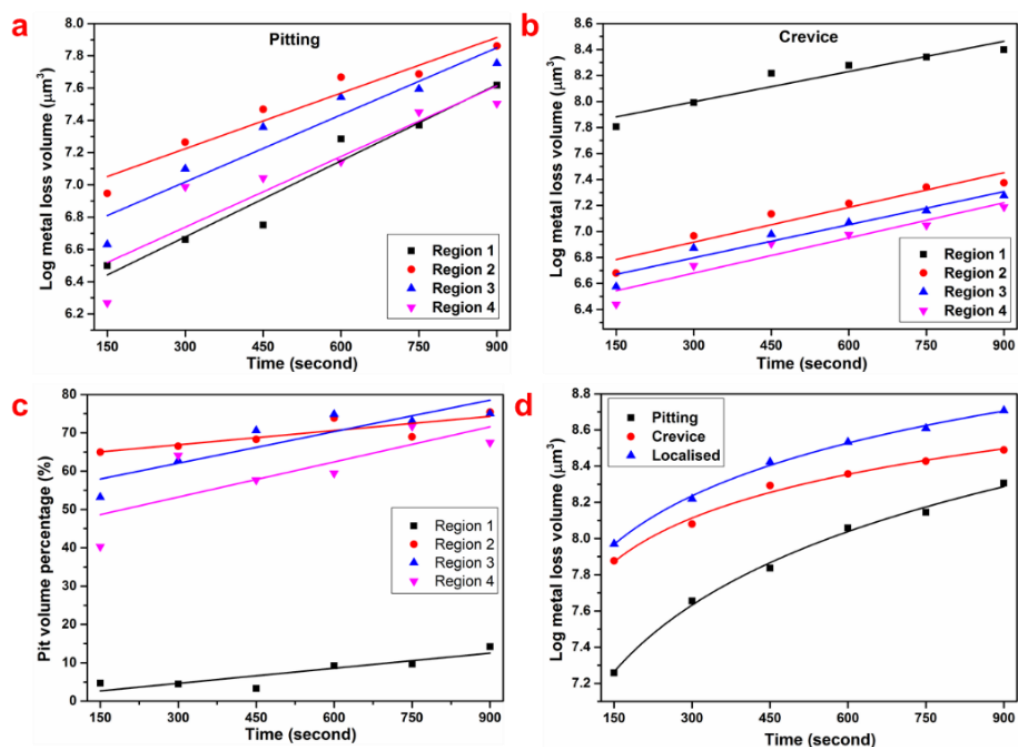 a
Pitting
Log metal loss volume (μm³)
8.0
7.8
7.6
7.4
7.2
7.0
6.8
6.6
6.4
6.2
150 300 450 600 750 900
Time (second)
Region 1
Region 2
Region 3
Region 4
b
Crevice
Log metal loss volume (μm³)
8.6
8.4
8.2
8.0
7.8
7.6
7.4
7.2
7.0
6.8
6.6
6.4
150 300 450 600 750 900
Time (second)
Region 1
Region 2
Region 3
Region 4
c
Pit volume percentage (%)
80
70
60
50
40
30
20
10
0
150 300 450 600 750 900
Time (second)
Region 1
Region 2
Region 3
Region 4
d
Log metal loss volume (μm³)
8.8
8.6
8.4
8.2
8.0
7.8
7.6
7.4
7.2
150 300 450 600 750 900
Time (second)
Pitting
Crevice
Localised